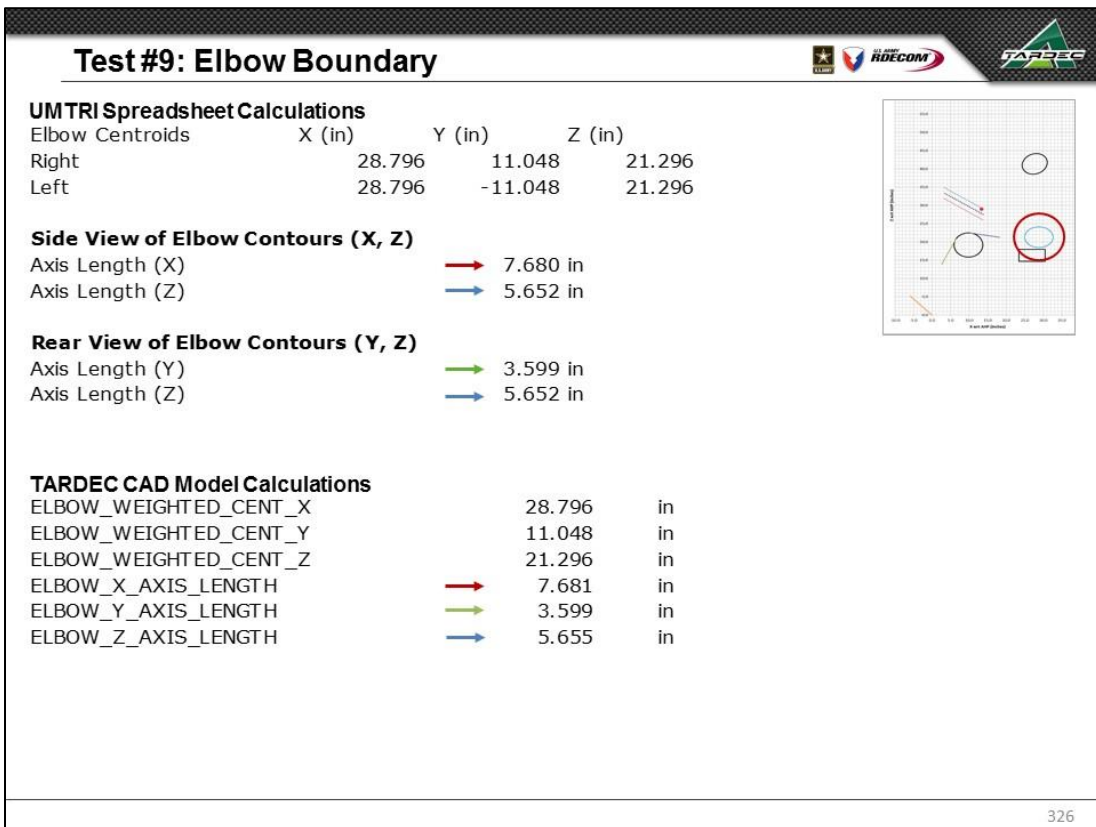 Test #9: Elbow Boundary
U.S. ARMY
U.S. ARMY
RDECOM
TARDEC
UMTRI Spreadsheet Calculations
Elbow Centroids X (in) Y (in) Z (in)
Right 28.796 11.048 21.296
Left 28.796 -11.048 21.296
Side View of Elbow Contours (X, Z)
Axis Length (X) 7.680 in
Axis Length (Z) 5.652 in
Rear View of Elbow Contours (Y, Z)
Axis Length (Y) 3.599 in
Axis Length (Z) 5.652 in
TARDEC CAD Model Calculations
ELBOW_WEIGHTED_CENT_X 28.796 in
ELBOW_WEIGHTED_CENT_Y 11.048 in
ELBOW_WEIGHTED_CENT_Z 21.296 in
ELBOW_X_AXIS_LENGTH 7.681 in
ELBOW_Y_AXIS_LENGTH 3.599 in
ELBOW_Z_AXIS_LENGTH 5.655 in
326